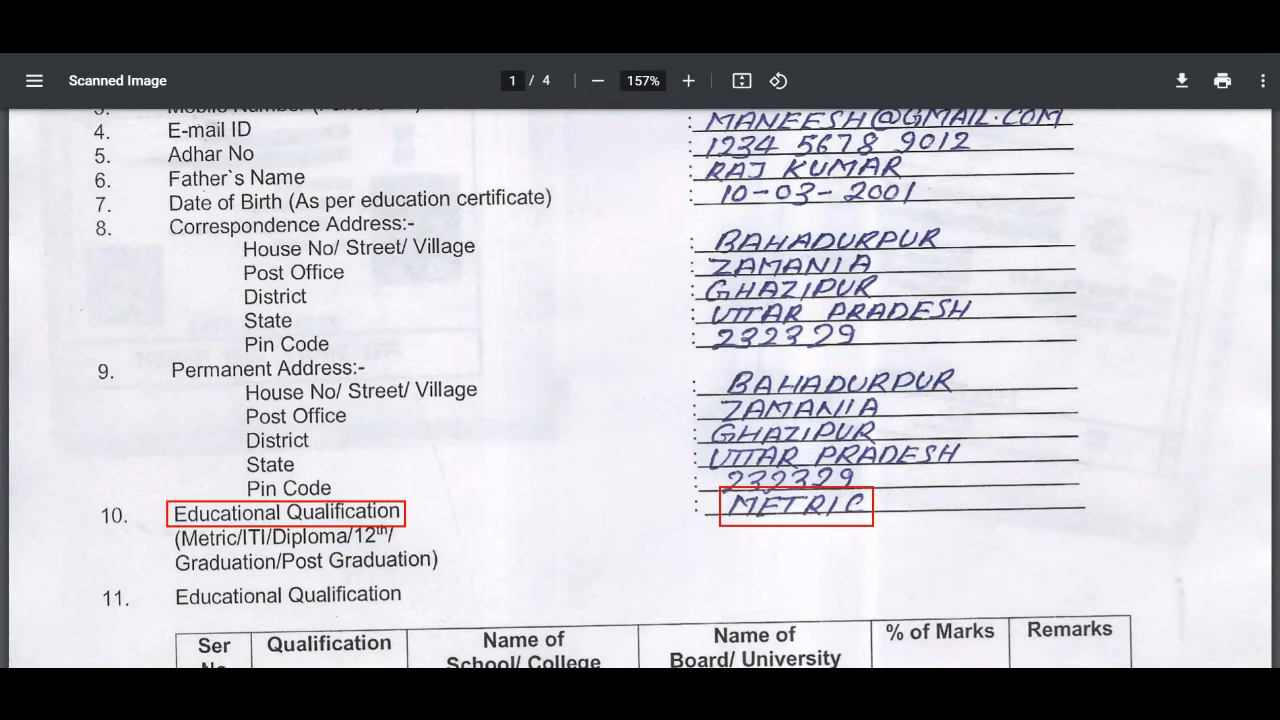 Scanned Image 1 / 4 157%
3. Mobile Number
: MANEESH@GMAIL.COM
4. E-mail ID
: 1234 5678 9012
5. Adhar No
: RAJ KUMAR
6. Father`s Name
: 10-03-2001
7. Date of Birth (As per education certificate)
8. Correspondence Address:-
House No/ Street/ Village : BAHADURPUR
Post Office : ZAMANIA
District : GHAZIPUR
State : UTTAR PRADESH
Pin Code : 232329
9. Permanent Address:-
House No/ Street/ Village : BAHADURPUR
Post Office : ZAMANIA
District : GHAZIPUR
State : UTTAR PRADESH
Pin Code : 232329
10. Educational Qualification : METRIC
(Metric/ITI/Diploma/12th/
Graduation/Post Graduation)
11. Educational Qualification
Ser Qualification Name of Name of % of Marks Remarks
No School/ College Board/ University